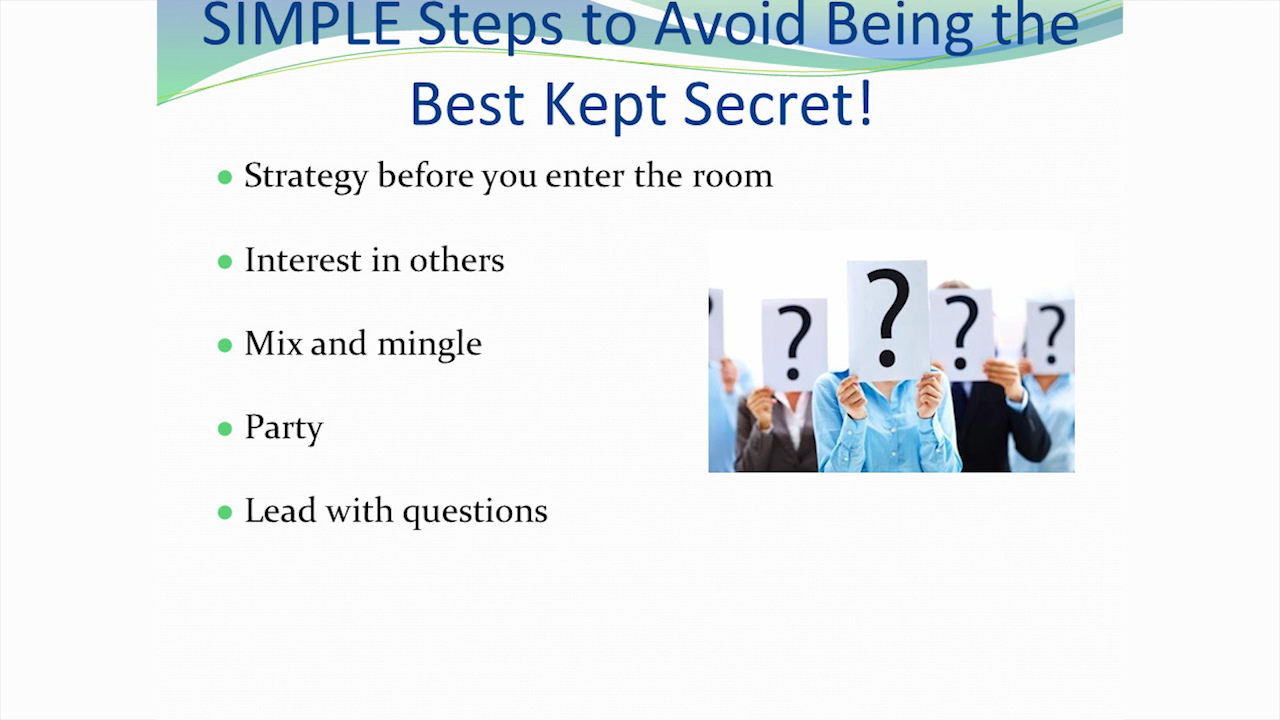 SIMPLE Steps to Avoid Being the
Best Kept Secret!
Strategy before you enter the room
Interest in others
Mix and mingle
Party
Lead with questions
? ? ? ?